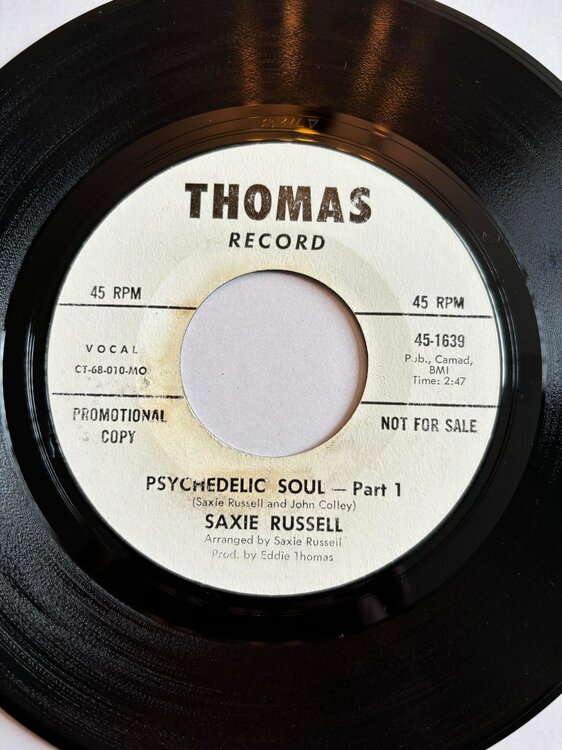 THOMAS
RECORD
45 RPM
45 RPM
VOCAL
CT-68-010-MO
45-1639
Pub., Camad,
BMI
Time: 2:47
PROMOTIONAL
COPY
NOT FOR SALE
PSYCHEDELIC SOUL — Part 1
(Saxie Russell and John Colley)
SAXIE RUSSELL
Arranged by Saxie Russell
Prod. by Eddie Thomas